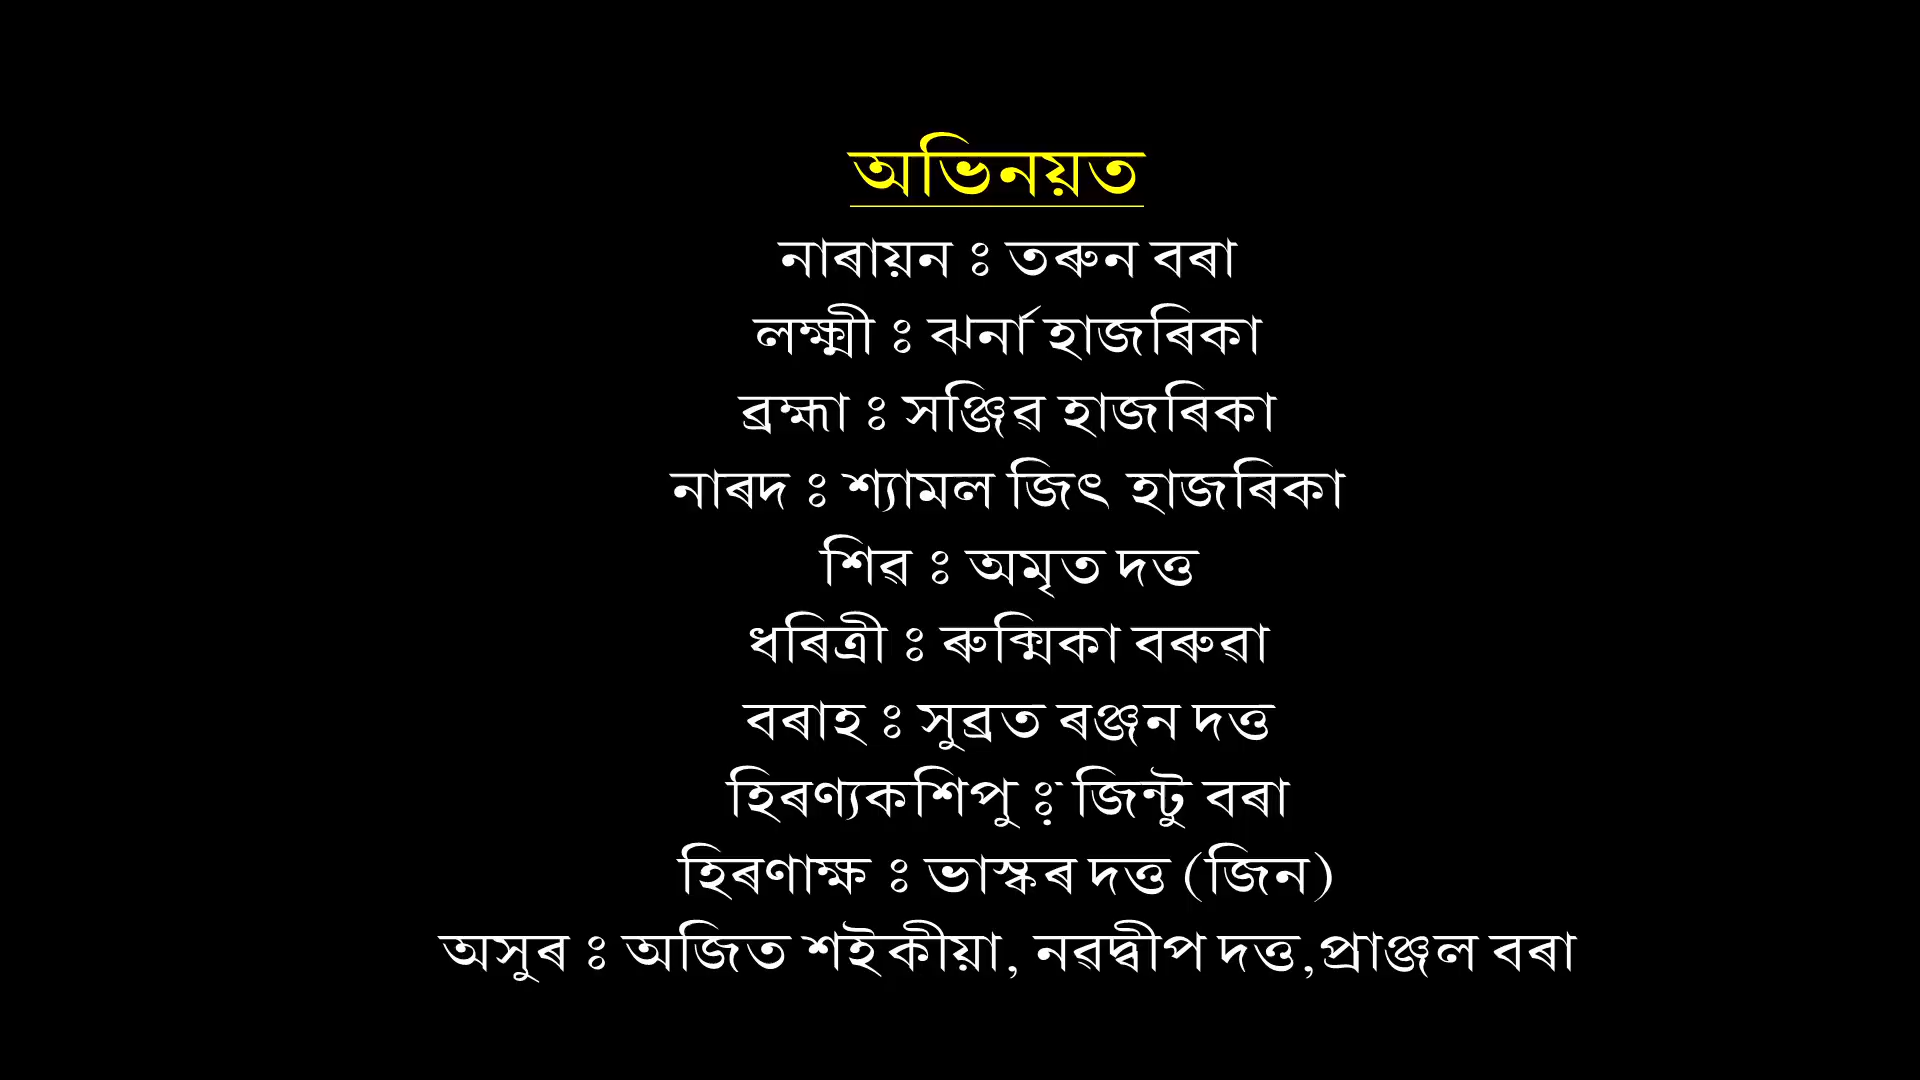 অভিনয়ত
নাৰায়ন ঃ তৰুন বৰা
লক্ষ্মী ঃ ঝৰ্না হাজৰিকা
ব্ৰহ্মা ঃ সঞ্জিৱ হাজৰিকা
নাৰদ ঃ শ্যামল জিৎ হাজৰিকা
শিৱ ঃ অমৃত দত্ত
ধৰিত্ৰী ঃ ৰুক্মিকা বৰুৱা
বৰাহ ঃ সুব্ৰত ৰঞ্জন দত্ত
হিৰণ্যকশিপু ঃ জিন্টু বৰা
হিৰণাক্ষ ঃ ভাস্কৰ দত্ত (জিন)
অসুৰ ঃ অজিত শইকীয়া, নৱদ্বীপ দত্ত,প্ৰাঞ্জল বৰা